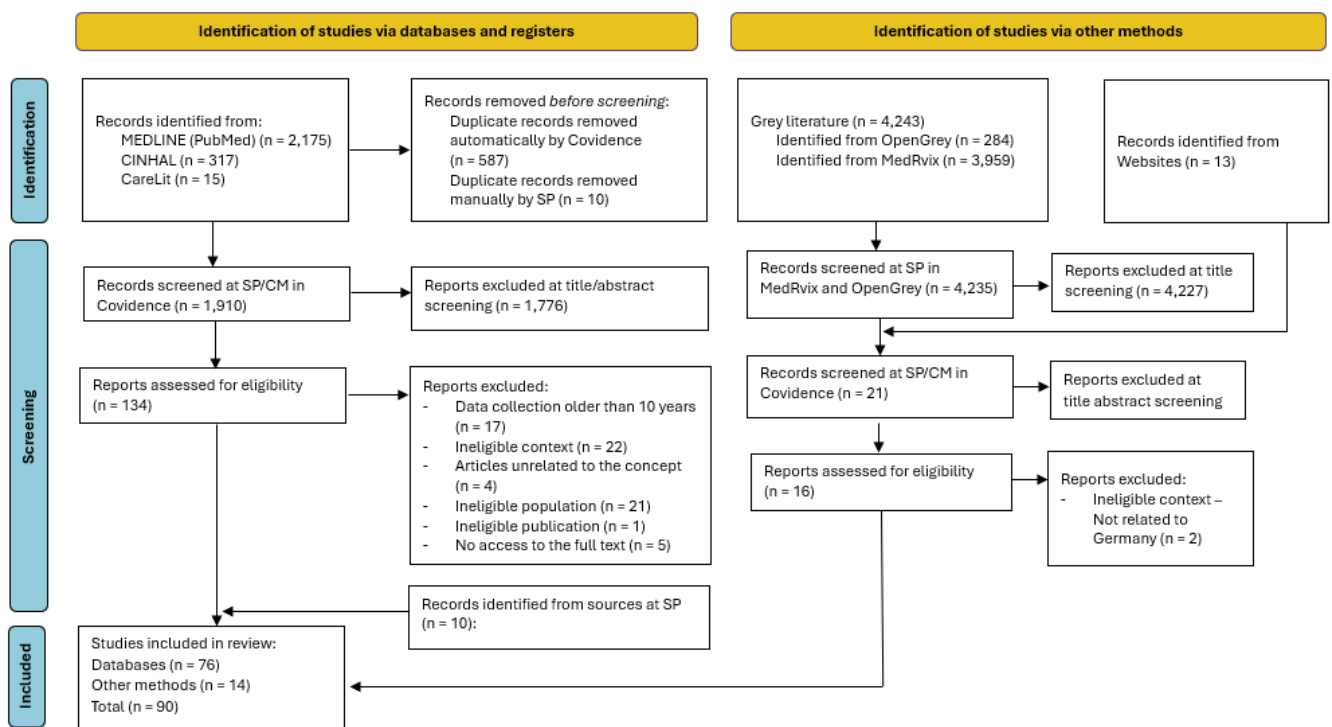 Identification of studies via databases and registers
Identification of studies via other methods
Identification
Records identified from:
MEDLINE (PubMed) (n = 2,175)
CINHAL (n = 317)
CareLit (n = 15)
Records removed before screening:
Duplicate records removed
automatically by Covidence
(n = 587)
Duplicate records removed
manually by SP (n = 10)
Grey literature (n = 4,243)
Identified from OpenGrey (n = 284)
Identified from MedRvix (n = 3,959)
Records identified from
Websites (n = 13)
Screening
Records screened at SP/CM in
Covidence (n = 1,910)
Reports excluded at title/abstract
screening (n = 1,776)
Records screened at SP in
MedRvix and OpenGrey (n = 4,235)
Reports excluded at title
screening (n = 4,227)
Reports assessed for eligibility
(n = 134)
Reports excluded:
- Data collection older than 10 years
(n = 17)
- Ineligible context (n = 22)
- Articles unrelated to the concept
(n = 4)
- Ineligible population (n = 21)
- Ineligible publication (n = 1)
- No access to the full text (n = 5)
Records screened at SP/CM in
Covidence (n = 21)
Reports excluded at
title abstract screening
Reports assessed for eligibility
(n = 16)
Reports excluded:
- Ineligible context –
Not related to
Germany (n = 2)
Records identified from sources at SP
(n = 10):
Included
Studies included in review:
Databases (n = 76)
Other methods (n = 14)
Total (n = 90)